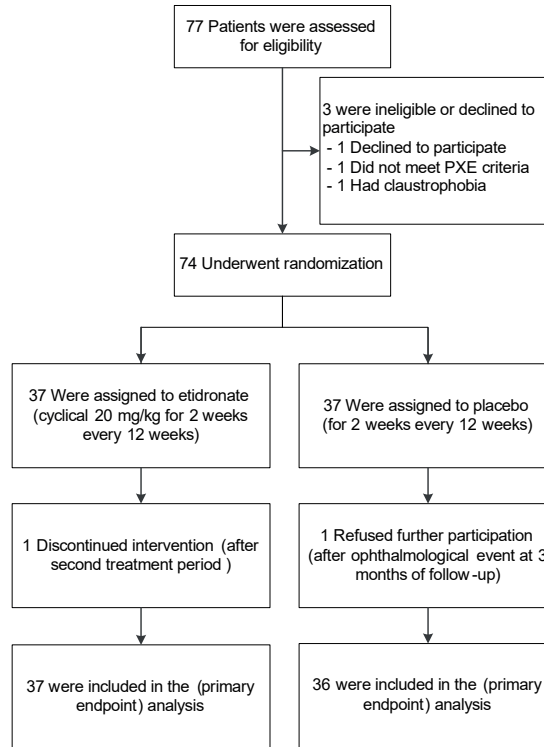 77 Patients were assessed
for eligibility
3 were ineligible or declined to
participate
- 1 Declined to participate
- 1 Did not meet PXE criteria
- 1 Had claustrophobia
74 Underwent randomization
37 Were assigned to etidronate
(cyclical 20 mg/kg for 2 weeks
every 12 weeks)
37 Were assigned to placebo
(for 2 weeks every 12 weeks)
1 Discontinued intervention (after
second treatment period )
1 Refused further participation
(after ophthalmological event at 3
months of follow-up)
37 were included in the (primary
endpoint) analysis
36 were included in the (primary
endpoint) analysis